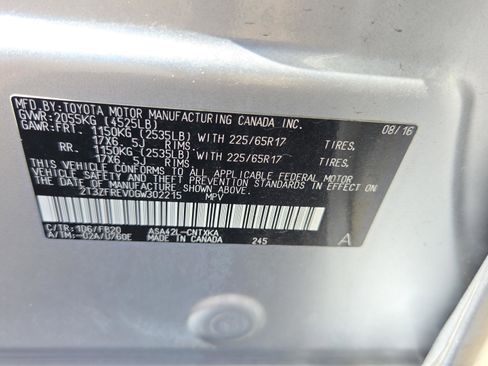 MFD.BY:TOYOTA MOTOR MANUFACTURING CANADA INC.
GVWR:2055KG (4525LB) 08/16
GAWR:FRT. 1150KG (2535LB) WITH 225/65R17 TIRES,
17X6. 5J RIMS.
RR. 1150KG (2535LB) WITH 225/65R17 TIRES,
17X6. 5J RIMS.
THIS VEHICLE CONFORMS TO ALL APPLICABLE FEDERAL MOTOR
VEHICLE SAFETY STANDARDS IN EFFECT ON THE DATE OF
MANUFACTURE SHOWN ABOVE.
2T3ZFREV0GW302215 MPV
C/TR:1D6/FB20 ASA42L-CNTXKA
A/TM:-02A/U760E MADE IN CANADA 245 A